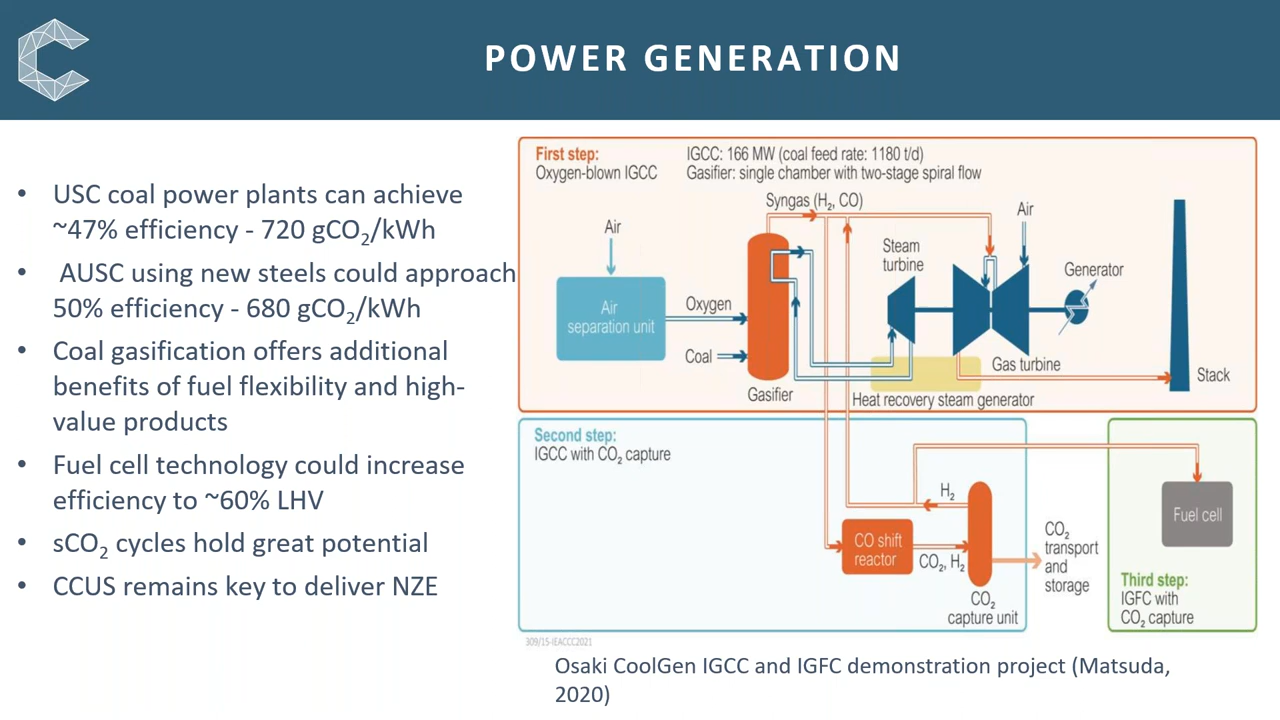 POWER GENERATION
• USC coal power plants can achieve
~47% efficiency - 720 gCO₂/kWh
• AUSC using new steels could approach
50% efficiency - 680 gCO₂/kWh
• Coal gasification offers additional
benefits of fuel flexibility and high-
value products
• Fuel cell technology could increase
efficiency to ~60% LHV
• sCO₂ cycles hold great potential
• CCUS remains key to deliver NZE
First step:
Oxygen-blown IGCC
IGCC: 166 MW (coal feed rate: 1180 t/d)
Gasifier: single chamber with two-stage spiral flow
Syngas (H₂, CO)
Air
Air
separation unit
Oxygen
Coal
Gasifier
Steam
turbine
Air
Generator
Gas turbine
Heat recovery steam generator
Stack
Second step:
IGCC with CO₂ capture
H₂
CO shift
reactor
CO₂, H₂
CO₂
capture unit
CO₂
transport
and
storage
Fuel cell
Third step:
IGFC with
CO₂ capture
309/15-IEACCC2021
Osaki CoolGen IGCC and IGFC demonstration project (Matsuda,
2020)